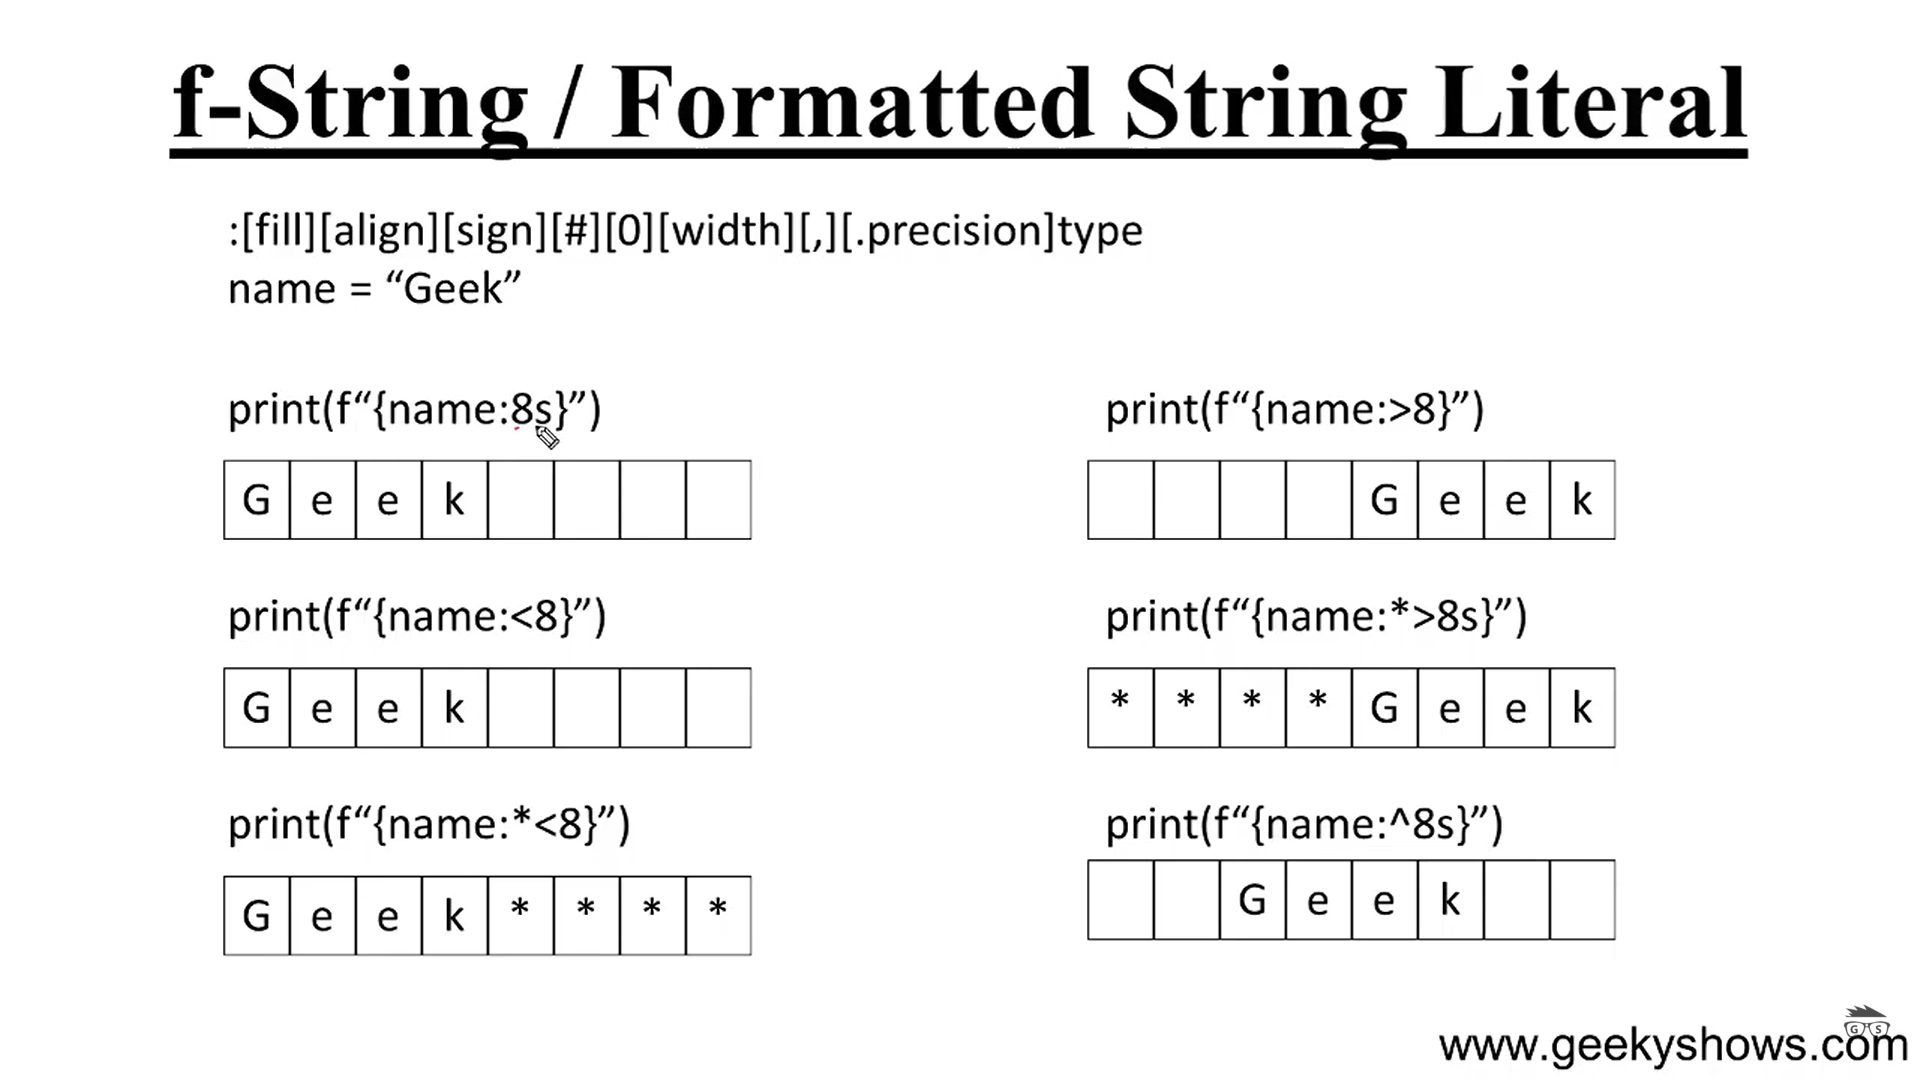 f-String / Formatted String Literal
:[fill][align][sign][#][0][width][,][.precision]type
name = “Geek”
print(f“{name:8s}”)
G e e k
print(f“{name:<8}”)
G e e k
print(f“{name:*<8}”)
G e e k * * * *
print(f“{name:>8}”)
G e e k
print(f“{name:*>8s}”)
* * * * G e e k
print(f“{name:^8s}”)
G e e k
G S
www.geekyshows.com